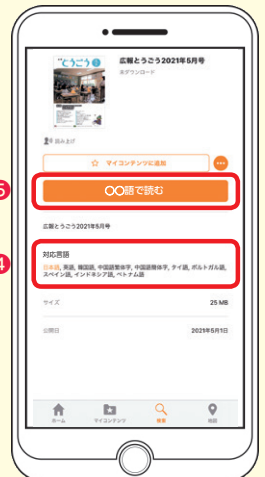 とうごう
広報とうごう2021年5月号
未ダウンロード
読み上げ
☆ マイコンテンツに追加
5
〇〇語で読む
広報とうごう2021年5月号
4
対応言語
日本語, 英語, 韓国語, 中国語繁体字, 中国語簡体字, タイ語, ポルトガル語,
スペイン語, インドネシア語, ベトナム語
サイズ 25 MB
公開日 2021年5月1日
ホーム マイコンテンツ 検索 地図